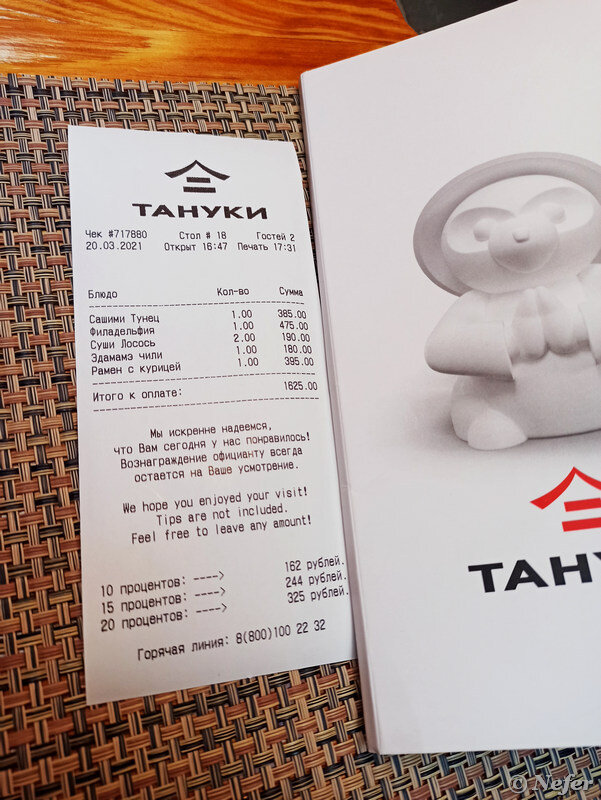 ТАНУКИ
Чек #717880 Стол # 18 Гостей 2
20.03.2021 Открыт 16:47 Печать 17:31
Блюдо Кол-во Сумма
Сашими Тунец 1.00 385.00
Филадельфия 1.00 475.00
Суши Лосось 2.00 190.00
Эдамамэ чили 1.00 180.00
Рамен с курицей 1.00 395.00
Итого к оплате: 1625.00
Мы искренне надеемся,
что Вам сегодня у нас понравилось!
Вознаграждение официанту всегда
остается на Ваше усмотрение.
We hope you enjoyed your visit!
Tips are not included.
Feel free to leave any amount!
10 процентов: ----> 162 рублей.
15 процентов: ----> 244 рублей.
20 процентов: ----> 325 рублей.
Горячая линия: 8(800)100 22 32
ТАНУ
© Nefer